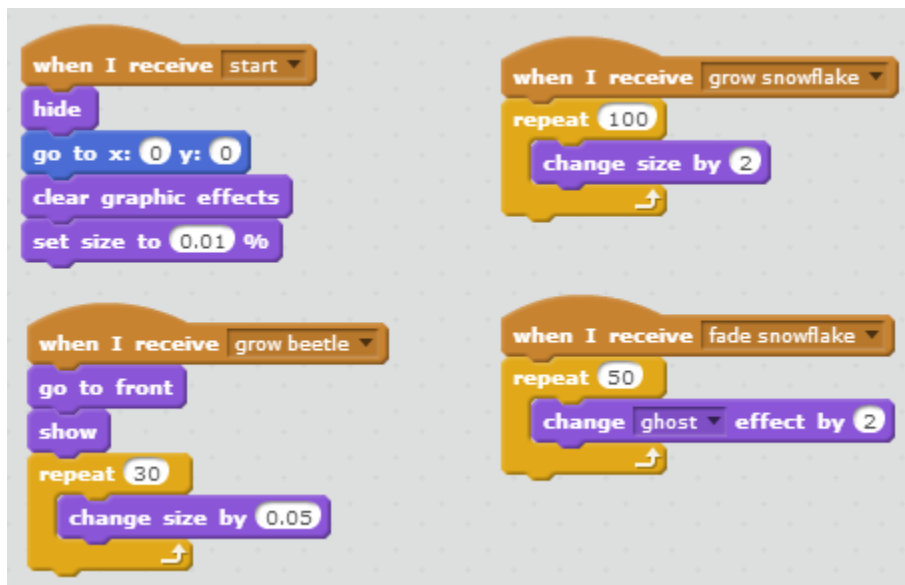 when I receive start
hide
go to x: 0 y: 0
clear graphic effects
set size to 0.01 %
when I receive grow beetle
go to front
show
repeat 30
change size by 0.05
when I receive grow snowflake
repeat 100
change size by 2
when I receive fade snowflake
repeat 50
change ghost effect by 2